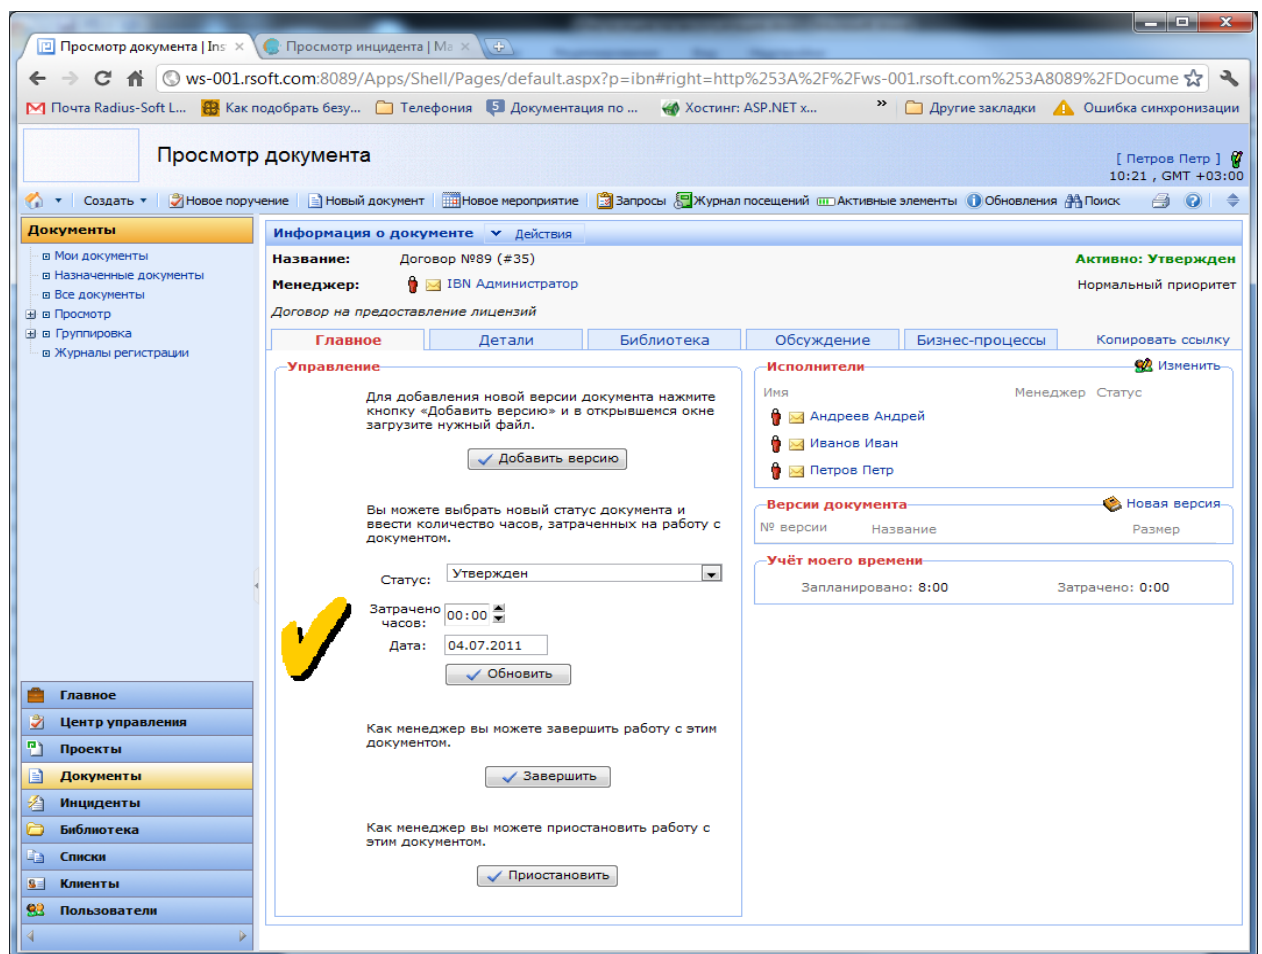 Просмотр документа | Ins
Просмотр инцидента | Ma
ws-001.rsoft.com:8089/Apps/Shell/Pages/default.aspx?p=ibn#right=http%253A%2F%2Fws-001.rsoft.com%253A8089%2FDocume
Почта Radius-Soft L... Как подобрать безу... Телефония Документация по ... Хостинг: ASP.NET х... » Другие закладки Ошибка синхронизации
Просмотр документа
[ Петров Петр ]
10:21 , GMT +03:00
Создать Новое поручение Новый документ Новое мероприятие Запросы Журнал посещений Активные элементы Обновления Поиск
Документы
Мои документы
Назначенные документы
Все документы
Просмотр
Группировка
Журналы регистрации
Главное
Центр управления
Проекты
Документы
Инциденты
Библиотека
Списки
Клиенты
Пользователи
Информация о документе Действия
Название: Договор №89 (#35)
Активно: Утвержден
Менеджер: IBN Администратор
Нормальный приоритет
Договор на предоставление лицензий
Главное Детали Библиотека Обсуждение Бизнес-процессы Копировать ссылку
Управление
Для добавления новой версии документа нажмите
кнопку «Добавить версию» и в открывшемся окне
загрузите нужный файл.
Добавить версию
Вы можете выбрать новый статус документа и
ввести количество часов, затраченных на работу с
документом.
Статус: Утвержден
Затрачено
часов: 00:00
Дата: 04.07.2011
Обновить
Как менеджер вы можете завершить работу с этим
документом.
Завершить
Как менеджер вы можете приостановить работу с
этим документом.
Приостановить
Исполнители Изменить
Имя Менеджер Статус
Андреев Андрей
Иванов Иван
Петров Петр
Версии документа Новая версия
№ версии Название Размер
Учёт моего времени
Запланировано: 8:00 Затрачено: 0:00